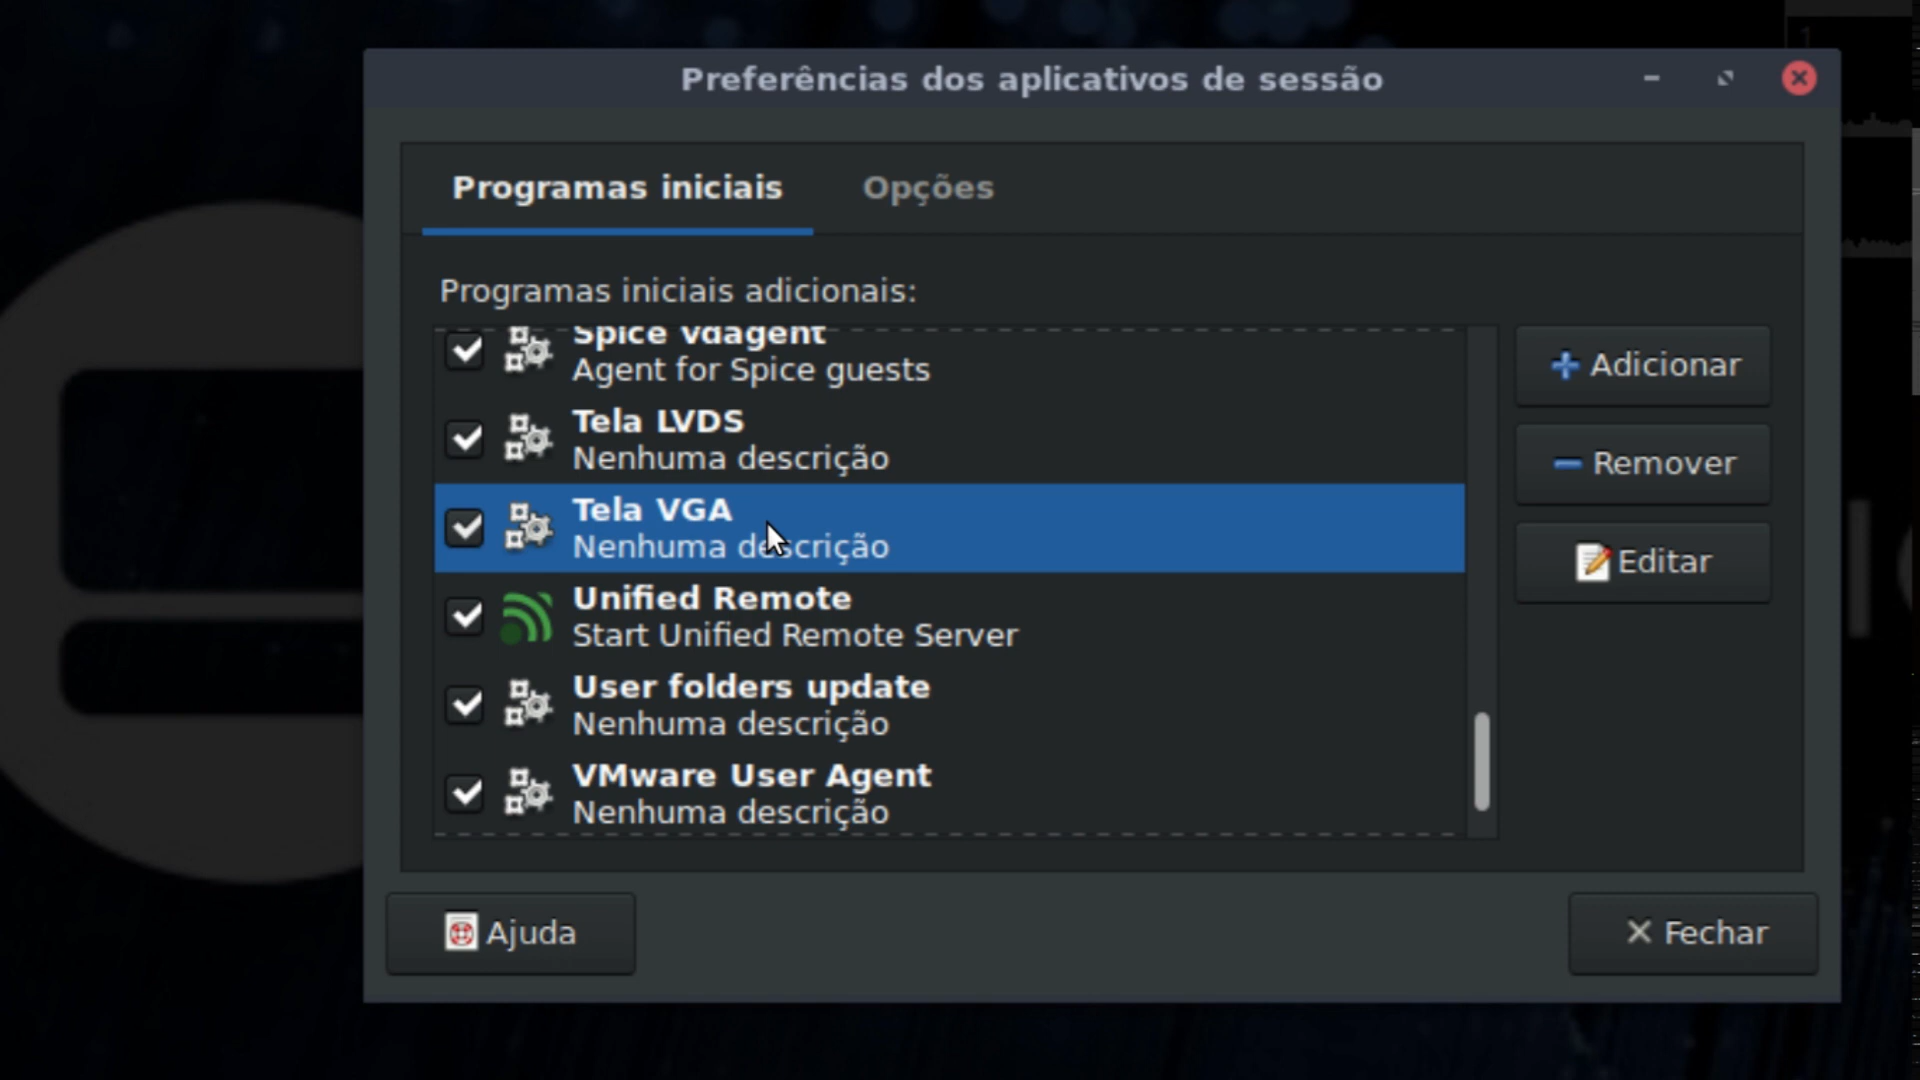 Preferências dos aplicativos de sessão
Programas iniciais
Opções
Programas iniciais adicionais:
Spice vdagent
Agent for Spice guests
Tela LVDS
Nenhuma descrição
Tela VGA
Nenhuma descrição
Unified Remote
Start Unified Remote Server
User folders update
Nenhuma descrição
VMware User Agent
Nenhuma descrição
Adicionar
Remover
Editar
Ajuda
Fechar